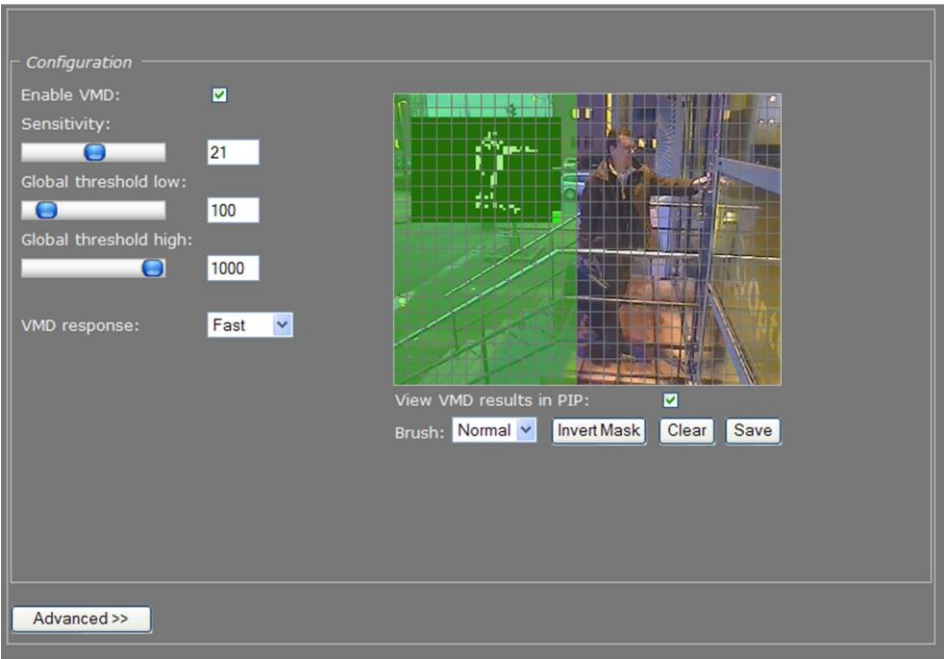 Configuration
Enable VMD:
Sensitivity:
21
Global threshold low:
100
Global threshold high:
1000
VMD response: Fast
View VMD results in PIP:
Brush: Normal Invert Mask Clear Save
Advanced >>